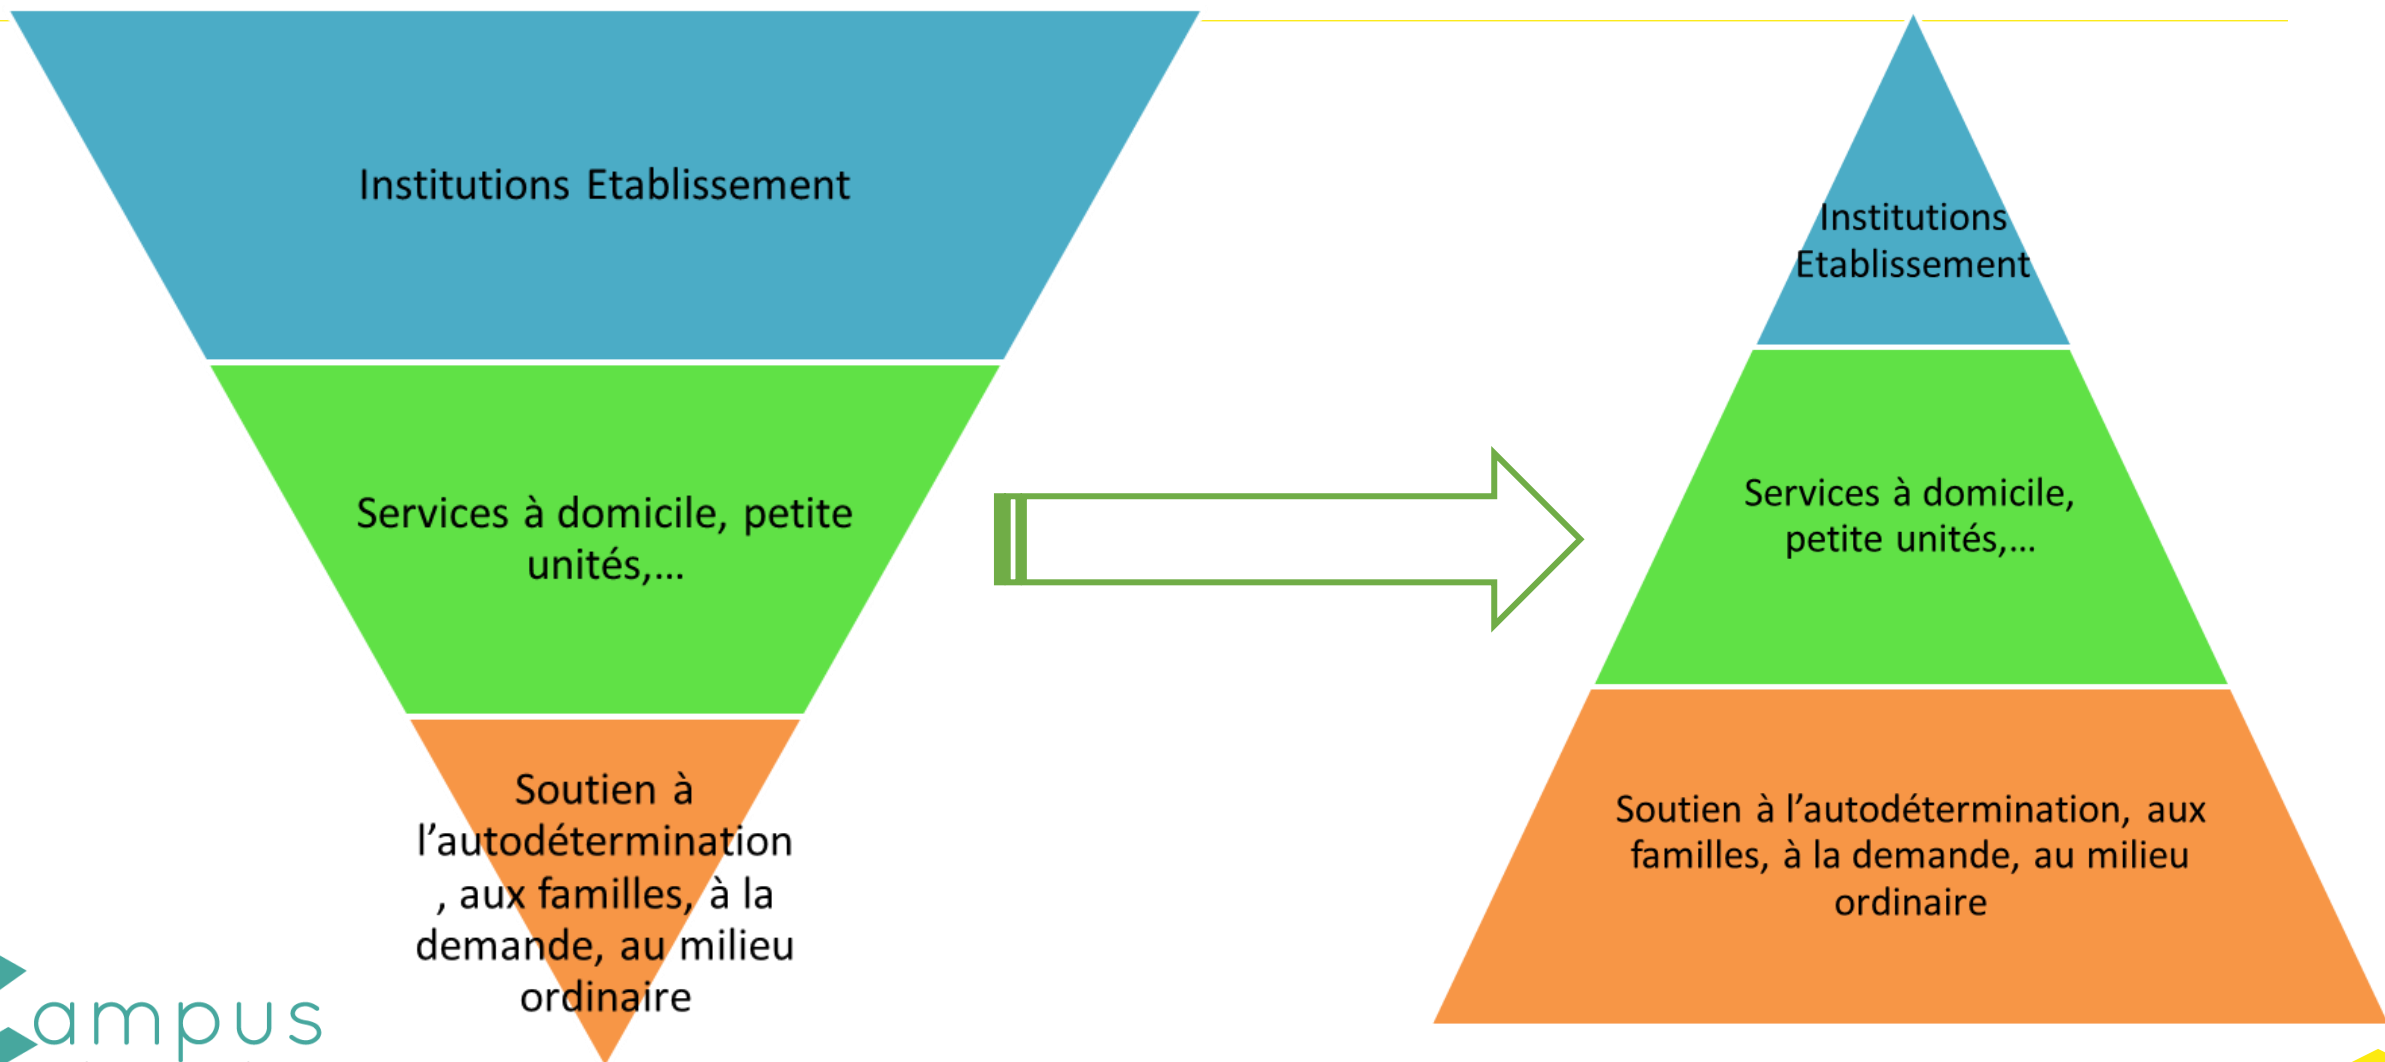 Institutions Etablissement
Services à domicile, petite
unités,...
Soutien à
l’autodétermination
, aux familles, à la
demande, au milieu
ordinaire
Institutions
Etablissement
Services à domicile,
petite unités,...
Soutien à l’autodétermination, aux
familles, à la demande, au milieu
ordinaire
ampus